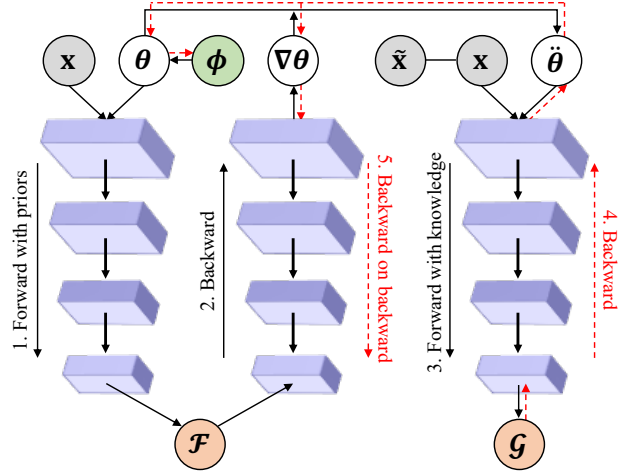 x θ ϕ ∇θ x̃ x θ̈
1. Forward with priors
2. Backward
5. Backward on backward
3. Forward with knowledge
4. Backward
ℱ 𝒢